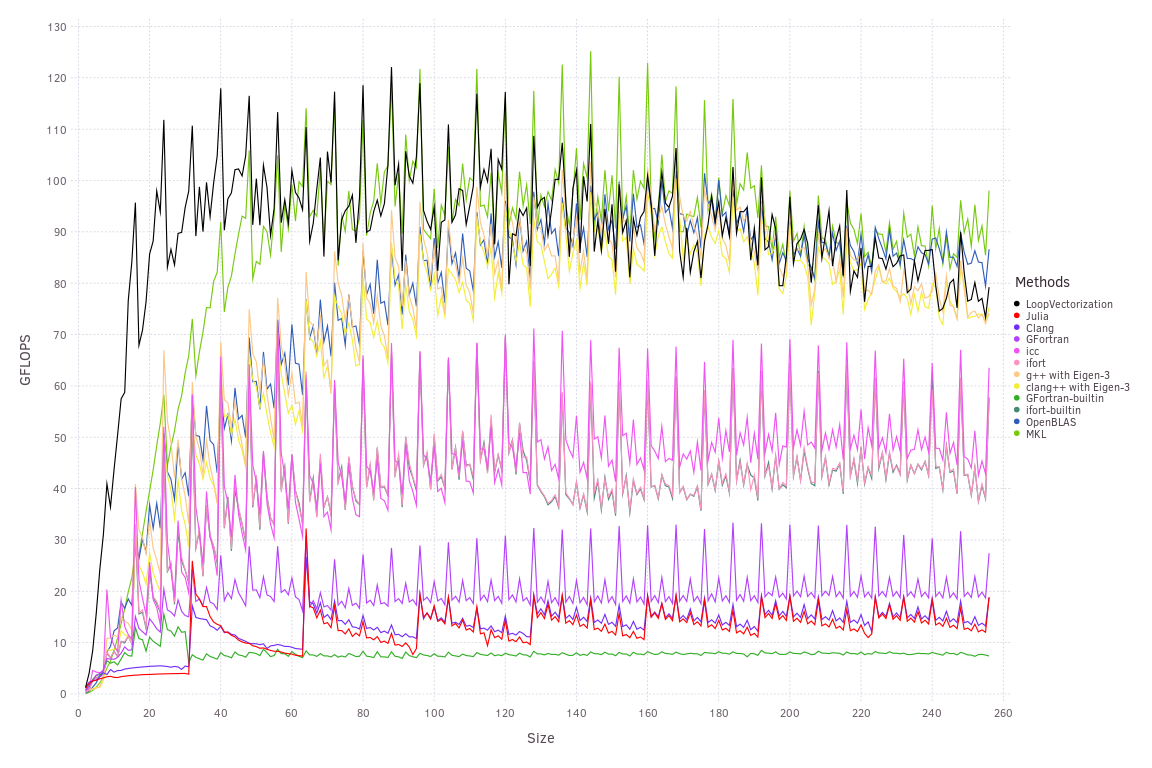 130
120
110
100
90
80
70
60
50
40
30
20
10
0
GFLOPS
0 20 40 60 80 100 120 140 160 180 200 220 240 260
Size
Methods
LoopVectorization
Julia
Clang
GFortran
icc
ifort
g++ with Eigen-3
clang++ with Eigen-3
GFortran-builtin
ifort-builtin
OpenBLAS
MKL